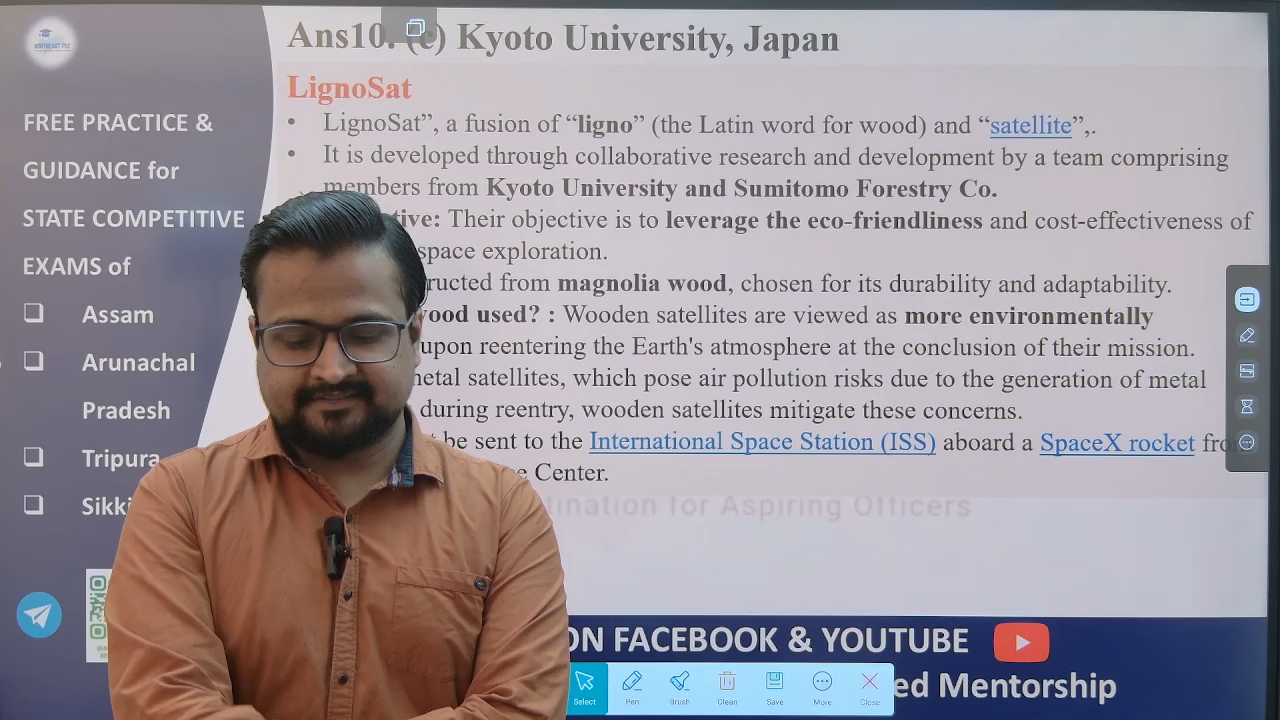 Ans10. (c) Kyoto University, Japan
LignoSat
• LignoSat”, a fusion of “ligno” (the Latin word for wood) and “satellite”,.
• It is developed through collaborative research and development by a team comprising
members from Kyoto University and Sumitomo Forestry Co.
tive: Their objective is to leverage the eco-friendliness and cost-effectiveness of
space exploration.
ructed from magnolia wood, chosen for its durability and adaptability.
wood used? : Wooden satellites are viewed as more environmentally
upon reentering the Earth's atmosphere at the conclusion of their mission.
metal satellites, which pose air pollution risks due to the generation of metal
during reentry, wooden satellites mitigate these concerns.
be sent to the International Space Station (ISS) aboard a SpaceX rocket from
Center.
tination for Aspiring Officers
FREE PRACTICE &
GUIDANCE for
STATE COMPETITIVE
EXAMS of
Assam
Arunachal
Pradesh
Tripura
Sikki
ON FACEBOOK & YOUTUBE
ed Mentorship
Select Pen Brush Clean Save More Close